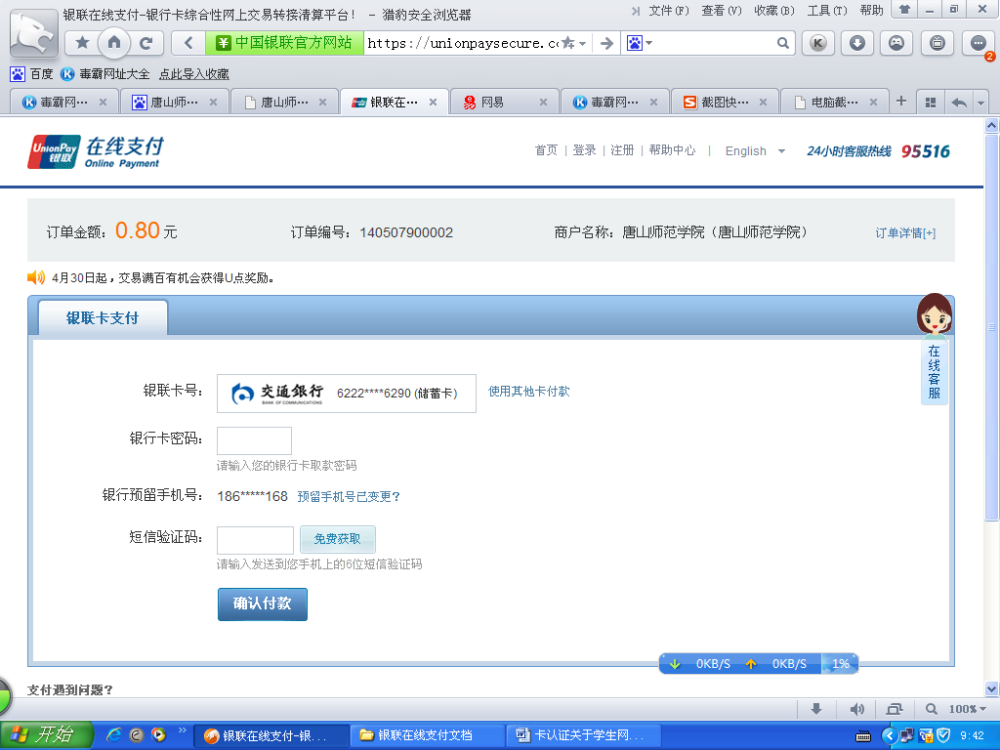 银联在线支付-银行卡综合性网上交易转接清算平台！ - 猎豹安全浏览器
文件(F) 查看(V) 收藏(B) 工具(T) 帮助
中国银联官方网站 https://unionpaysecure.co
2
百度 毒霸网址大全 点此导入收藏
毒霸网… 唐山师… 唐山师… 银联在… 网易 毒霸网… 截图快… 电脑截…
UnionPay 银联 在线支付 Online Payment
首页 | 登录 | 注册 | 帮助中心 | English 24小时客服热线 95516
订单金额：0.80元 订单编号：140507900002 商户名称：唐山师范学院（唐山师范学院） 订单详情[+]
4月30日起，交易满百有机会获得U点奖励。
银联卡支付
在线客服
银联卡号： 交通银行 BANK OF COMMUNICATIONS 6222****6290 (储蓄卡) 使用其他卡付款
银行卡密码：
请输入您的银行卡取款密码
银行预留手机号： 186*****168 预留手机号已变更?
短信验证码： 免费获取
请输入发送到您手机上的6位短信验证码
确认付款
0KB/S 0KB/S 1%
支付遇到问题?
100%
开始 银联在线支付-银... 银联在线支付文档 卡认证关于学生网... 9:42